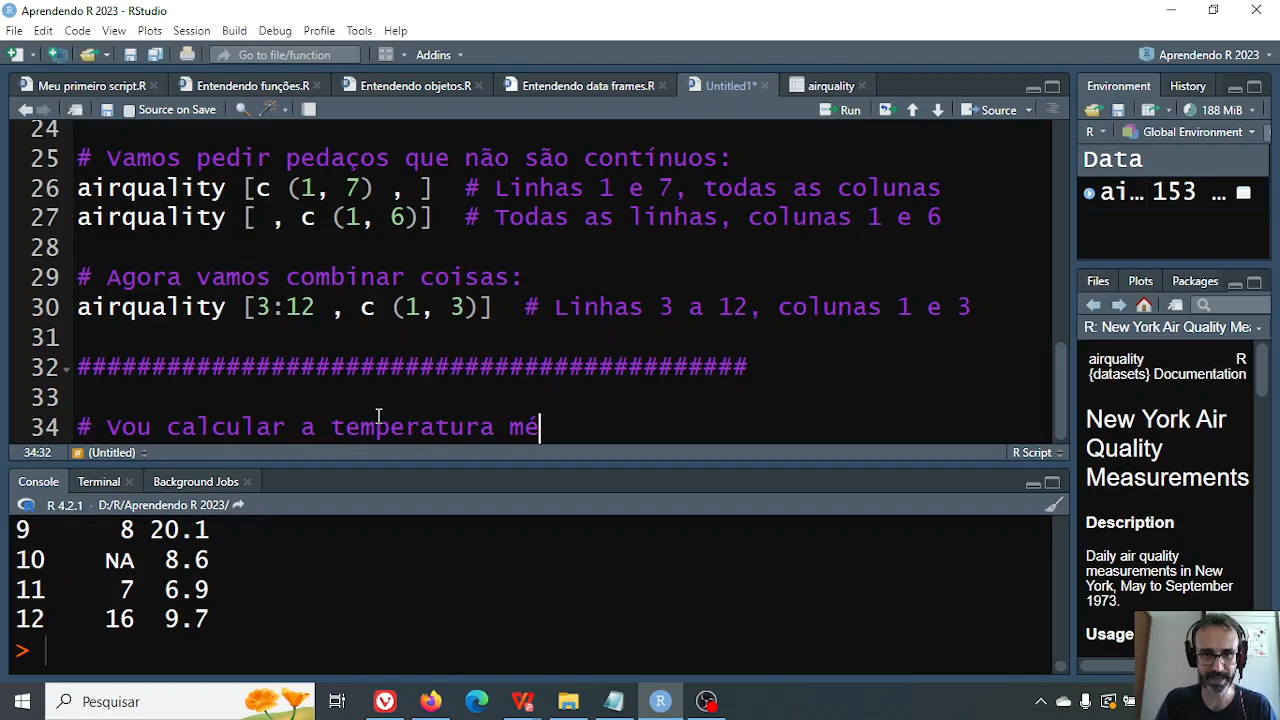 Aprendendo R 2023 - RStudio
File Edit Code View Plots Session Build Debug Profile Tools Help
Go to file/function Addins Aprendendo R 2023
Meu primeiro script.R Entendendo funções.R Entendendo objetos.R Entendendo data frames.R Untitled1* airquality
Source on Save Run Source
24
25 # Vamos pedir pedaços que não são contínuos:
26 airquality [c (1, 7) , ] # Linhas 1 e 7, todas as colunas
27 airquality [ , c (1, 6)] # Todas as linhas, colunas 1 e 6
28
29 # Agora vamos combinar coisas:
30 airquality [3:12 , c (1, 3)] # Linhas 3 a 12, colunas 1 e 3
31
32 #############################################
33
34 # Vou calcular a temperatura mé
34:32 # (Untitled) R Script
Console Terminal Background Jobs
R 4.2.1 · D:/R/Aprendendo R 2023/
9 8 20.1
10 NA 8.6
11 7 6.9
12 16 9.7
>
Environment History
188 MiB
R Global Environment
Data
ai… 153 …
Files Plots Packages
R: New York Air Quality Mea
airquality R
{datasets} Documentation
New York Air
Quality
Measurements
Description
Daily air quality
measurements in New
York, May to September
1973.
Usage
Pesquisar